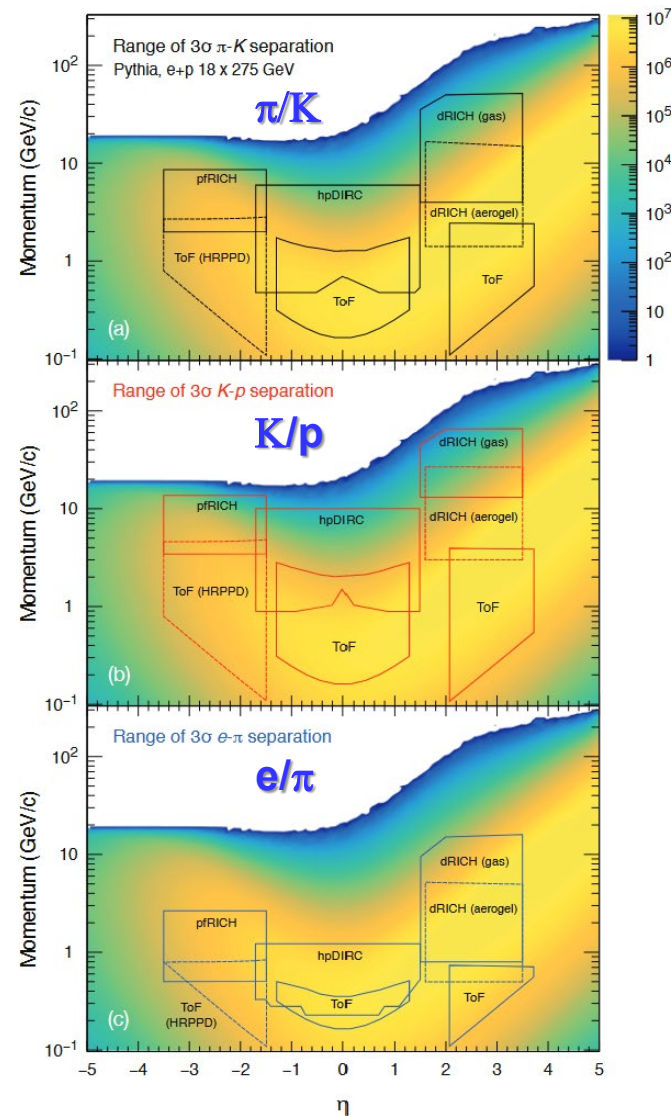 Range of 3σ π-K separation
Pythia, e+p 18 x 275 GeV
π/K
dRICH (gas)
pfRICH
hpDIRC
dRICH (aerogel)
ToF (HRPPD)
ToF
ToF
(a)
Momentum (GeV/c)
10²
10
1
10⁻¹
10⁷
10⁶
10⁵
10⁴
10³
10²
10
1
Range of 3σ K-p separation
K/p
dRICH (gas)
pfRICH
hpDIRC
dRICH (aerogel)
ToF (HRPPD)
ToF
ToF
(b)
Momentum (GeV/c)
10²
10
1
10⁻¹
Range of 3σ e-π separation
e/π
dRICH (gas)
dRICH (aerogel)
pfRICH
hpDIRC
ToF
ToF
ToF
(HRPPD)
(c)
Momentum (GeV/c)
10²
10
1
10⁻¹
−5 −4 −3 −2 −1 0 1 2 3 4 5
η